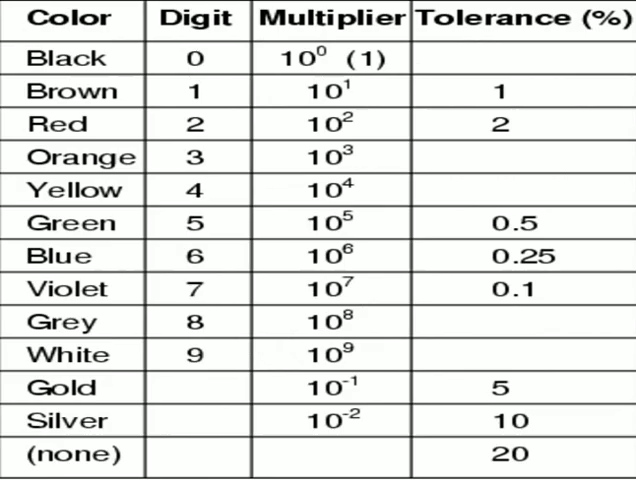 Color Digit Multiplier Tolerance (%)
Black 0 10⁰ (1)
Brown 1 10¹ 1
Red 2 10² 2
Orange 3 10³
Yellow 4 10⁴
Green 5 10⁵ 0.5
Blue 6 10⁶ 0.25
Violet 7 10⁷ 0.1
Grey 8 10⁸
White 9 10⁹
Gold 10⁻¹ 5
Silver 10⁻² 10
(none) 20